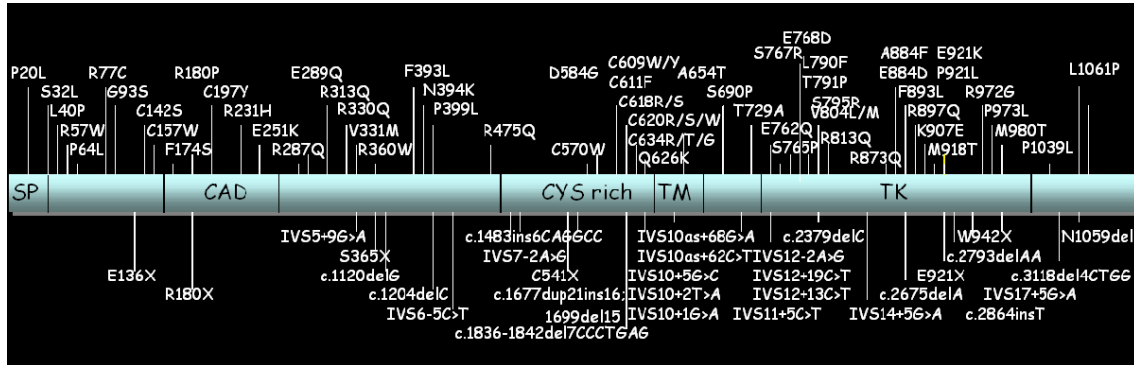 E768D
S767R
A884F E921K
C609W/Y
L790F
D584G
E884D P921L
L1061P
P20L
R77C R180P
E289Q
F393L
C611F
A654T
T791P
S32L
G93S
C197Y
R313Q
N394K
C618R/S
S690P
S795R
F893L R972G
L40P
C142S
R231H
R330Q
P399L
C620R/S/W
T729A
V804L/M
R897Q P973L
R57W
C157W
E251K
V331M
R475Q
C634R/T/G
E762Q
R813Q
K907E M980T
P64L
F174S
R287Q
R360W
C570W
Q626K
S765P
R873Q
M918T
P1039L
SP CAD CYS rich TM TK
IVS5+9G>A
c.1483ins6CAGGCC
IVS10as+68G>A
c.2379delC
W942X
N1059del
S365X
IVS7-2A>G
IVS10as+62C>T
IVS12-2A>G
c.2793delAA
E136X
c.1120delG
C541X
IVS10+5G>C
IVS12+19C>T
E921X
c.3118del4CTGG
R180X
c.1204delC
c.1677dup21ins16;
IVS10+2T>A
IVS12+13C>T
c.2675delA
IVS17+5G>A
IVS6-5C>T
1699del15
IVS10+1G>A
IVS11+5C>T
IVS14+5G>A
c.2864insT
c.1836-1842del7CCCTGAG